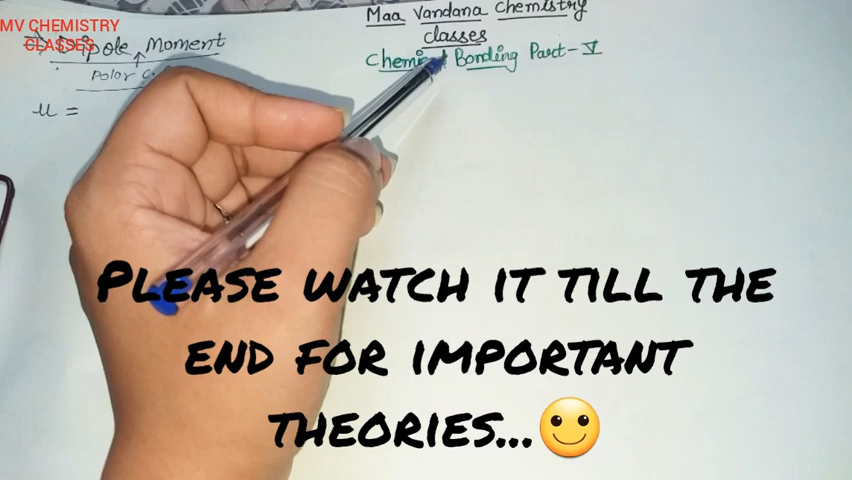 MV CHEMISTRY
CLASSES
Maa Vandana Chemistry
classes
Chemical Bonding Part-V
Dipole Moment
Polar
μ =
PLEASE WATCH IT TILL THE
END FOR IMPORTANT
THEORIES...🙂